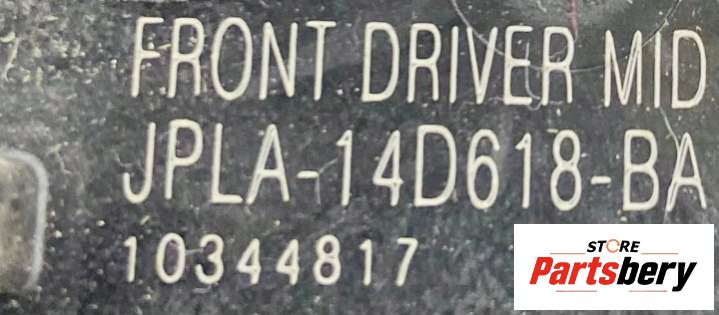 FRONT DRIVER MID
JPLA-14D618-BA
10344817
STORE
Partsbery